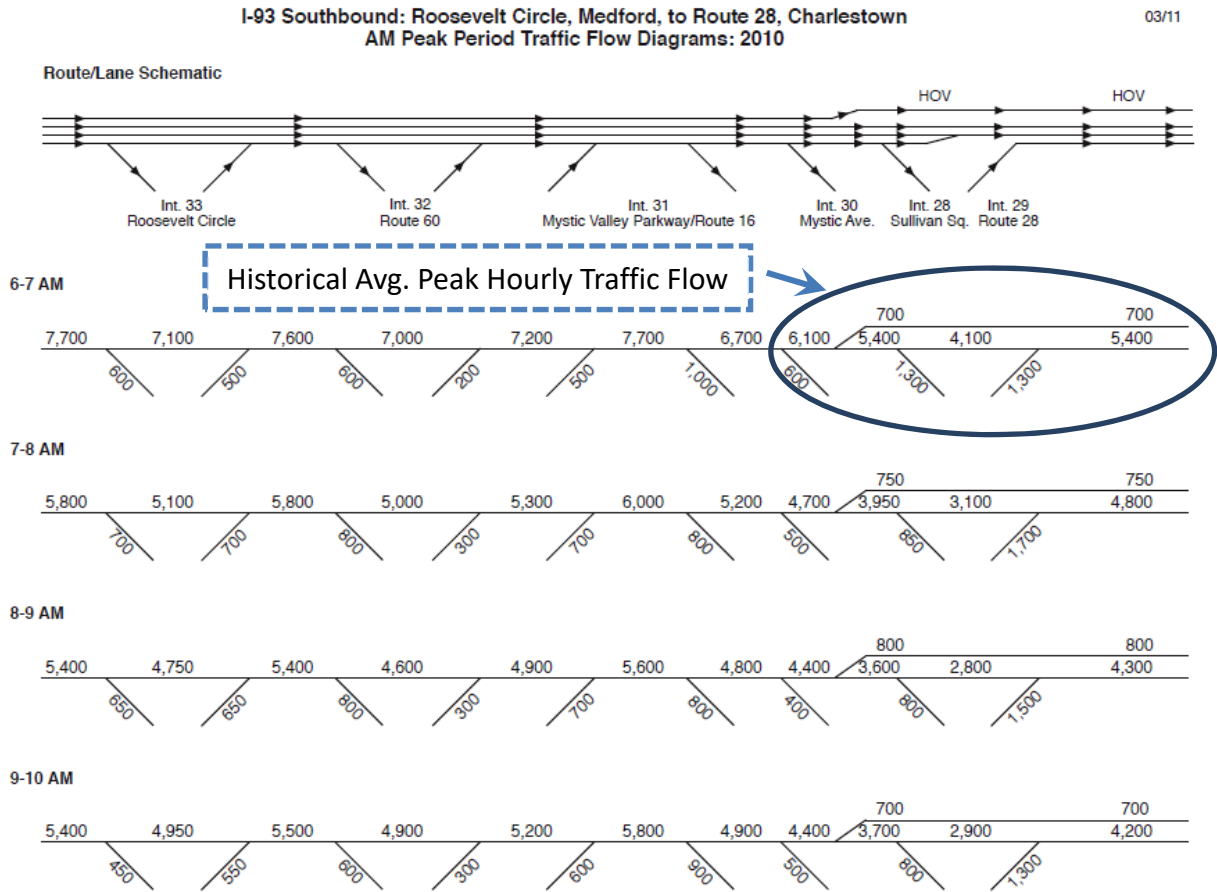 I-93 Southbound: Roosevelt Circle, Medford, to Route 28, Charlestown
03/11
AM Peak Period Traffic Flow Diagrams: 2010
Route/Lane Schematic
HOV HOV
Int. 33
Roosevelt Circle
Int. 32
Route 60
Int. 31
Mystic Valley Parkway/Route 16
Int. 30
Mystic Ave.
Int. 28
Sullivan Sq.
Int. 29
Route 28
Historical Avg. Peak Hourly Traffic Flow
6-7 AM
700 700
7,700 7,100 7,600 7,000 7,200 7,700 6,700 6,100 5,400 4,100 5,400
600 500 600 200 500 1,000 600 1,300 1,300
7-8 AM
750 750
5,800 5,100 5,800 5,000 5,300 6,000 5,200 4,700 3,950 3,100 4,800
700 700 800 300 700 800 500 850 1,700
8-9 AM
800 800
5,400 4,750 5,400 4,600 4,900 5,600 4,800 4,400 3,600 2,800 4,300
650 650 800 300 700 800 400 800 1,500
9-10 AM
700 700
5,400 4,950 5,500 4,900 5,200 5,800 4,900 4,400 3,700 2,900 4,200
450 550 600 300 600 900 500 800 1,300